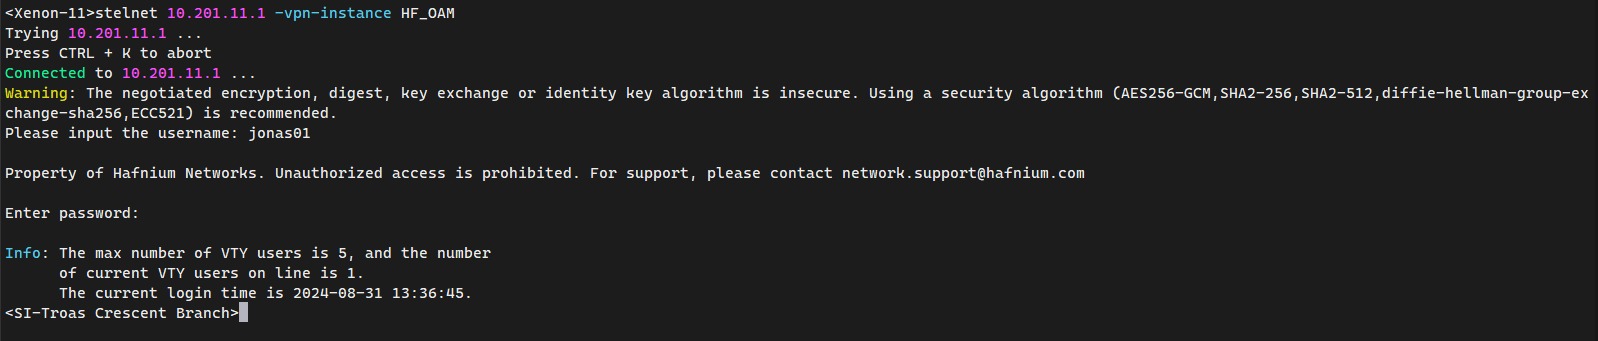 <Xenon-11>stelnet 10.201.11.1 -vpn-instance HF_OAM
Trying 10.201.11.1 ...
Press CTRL + K to abort
Connected to 10.201.11.1 ...
Warning: The negotiated encryption, digest, key exchange or identity key algorithm is insecure. Using a security algorithm (AES256-GCM,SHA2-256,SHA2-512,diffie-hellman-group-ex
change-sha256,ECC521) is recommended.
Please input the username: jonas01
Property of Hafnium Networks. Unauthorized access is prohibited. For support, please contact network.support@hafnium.com
Enter password:
Info: The max number of VTY users is 5, and the number
of current VTY users on line is 1.
The current login time is 2024-08-31 13:36:45.
<SI-Troas Crescent Branch>